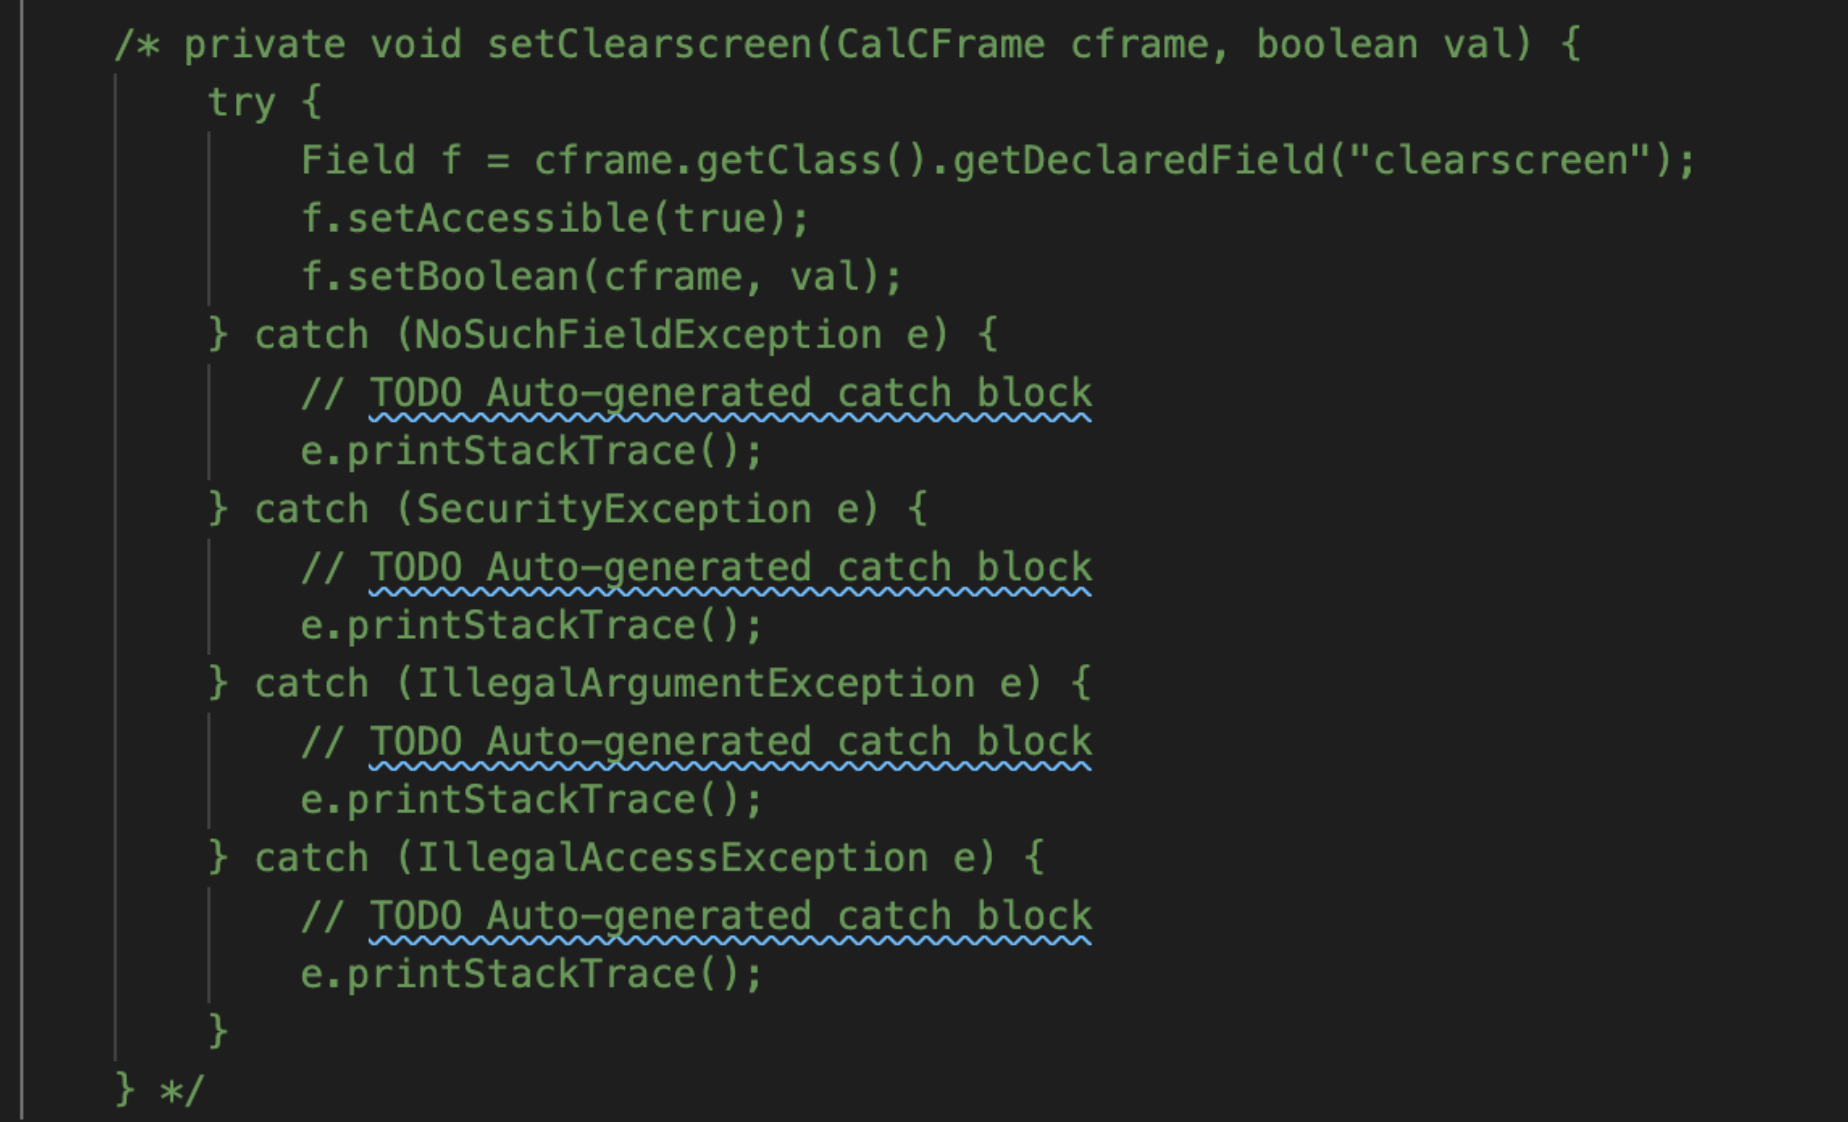 /* private void setClearscreen(CalCFrame cframe, boolean val) {
try {
Field f = cframe.getClass().getDeclaredField("clearscreen");
f.setAccessible(true);
f.setBoolean(cframe, val);
} catch (NoSuchFieldException e) {
// TODO Auto-generated catch block
e.printStackTrace();
} catch (SecurityException e) {
// TODO Auto-generated catch block
e.printStackTrace();
} catch (IllegalArgumentException e) {
// TODO Auto-generated catch block
e.printStackTrace();
} catch (IllegalAccessException e) {
// TODO Auto-generated catch block
e.printStackTrace();
}
} */